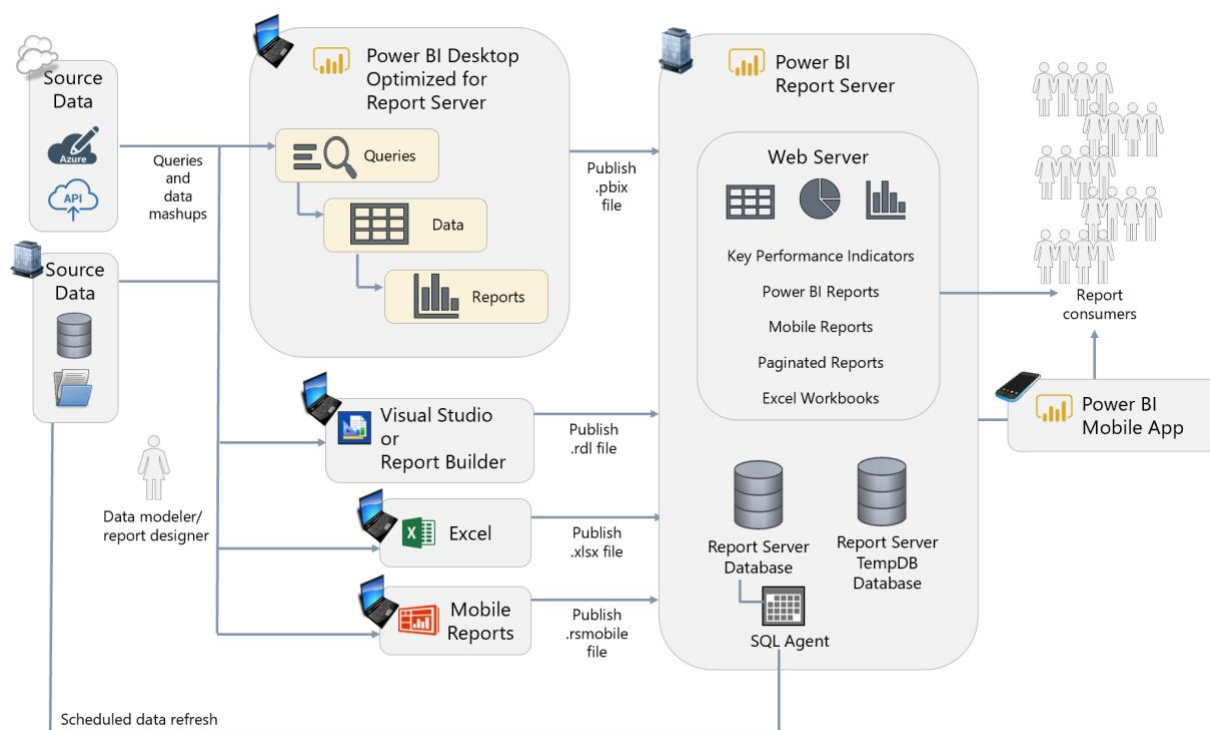 Source
Data
Azure
API
Source
Data
Queries
and
data
mashups
Data modeler/
report designer
Power BI Desktop
Optimized for
Report Server
Queries
Data
Reports
Visual Studio
or
Report Builder
Excel
Mobile
Reports
Publish
.pbix
file
Publish
.rdl file
Publish
.xlsx file
Publish
.rsmobile
file
Power BI
Report Server
Web Server
Key Performance Indicators
Power BI Reports
Mobile Reports
Paginated Reports
Excel Workbooks
Report Server
Database
Report Server
TempDB
Database
SQL Agent
Report
consumers
Power BI
Mobile App
Scheduled data refresh